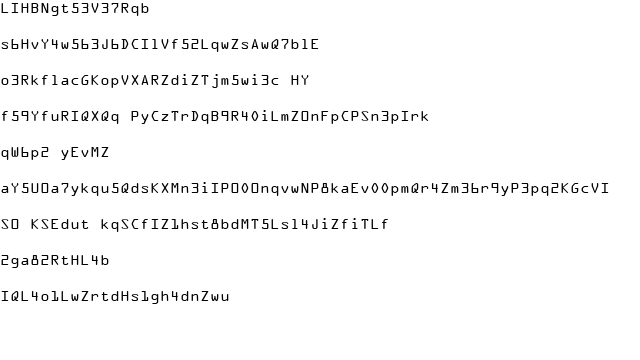 LIHBNgt53V37Rqb
s6HvY4w563J6DCIlVf52LqwZsAwQ7blE
o3RkflacGKopVXARZdiZTjm5wi3c HY
f59YfuRIQXQq PyCzTrDqB9R40iLmZOnFpCPSn3pIrk
qW6p2 yEvMZ
aY5UOa7ykqu5QdsKXMn3iIPO0OnqvwNP8kaEv00pmQr4Zm36r9yP3pq2KGcVI
SO KSEdut kqSCfIZ1hst8bdMT5Lsl4JiZfiTLf
2ga82RtHL4b
IQL4o1LwZrtdHs1gh4dnZwu